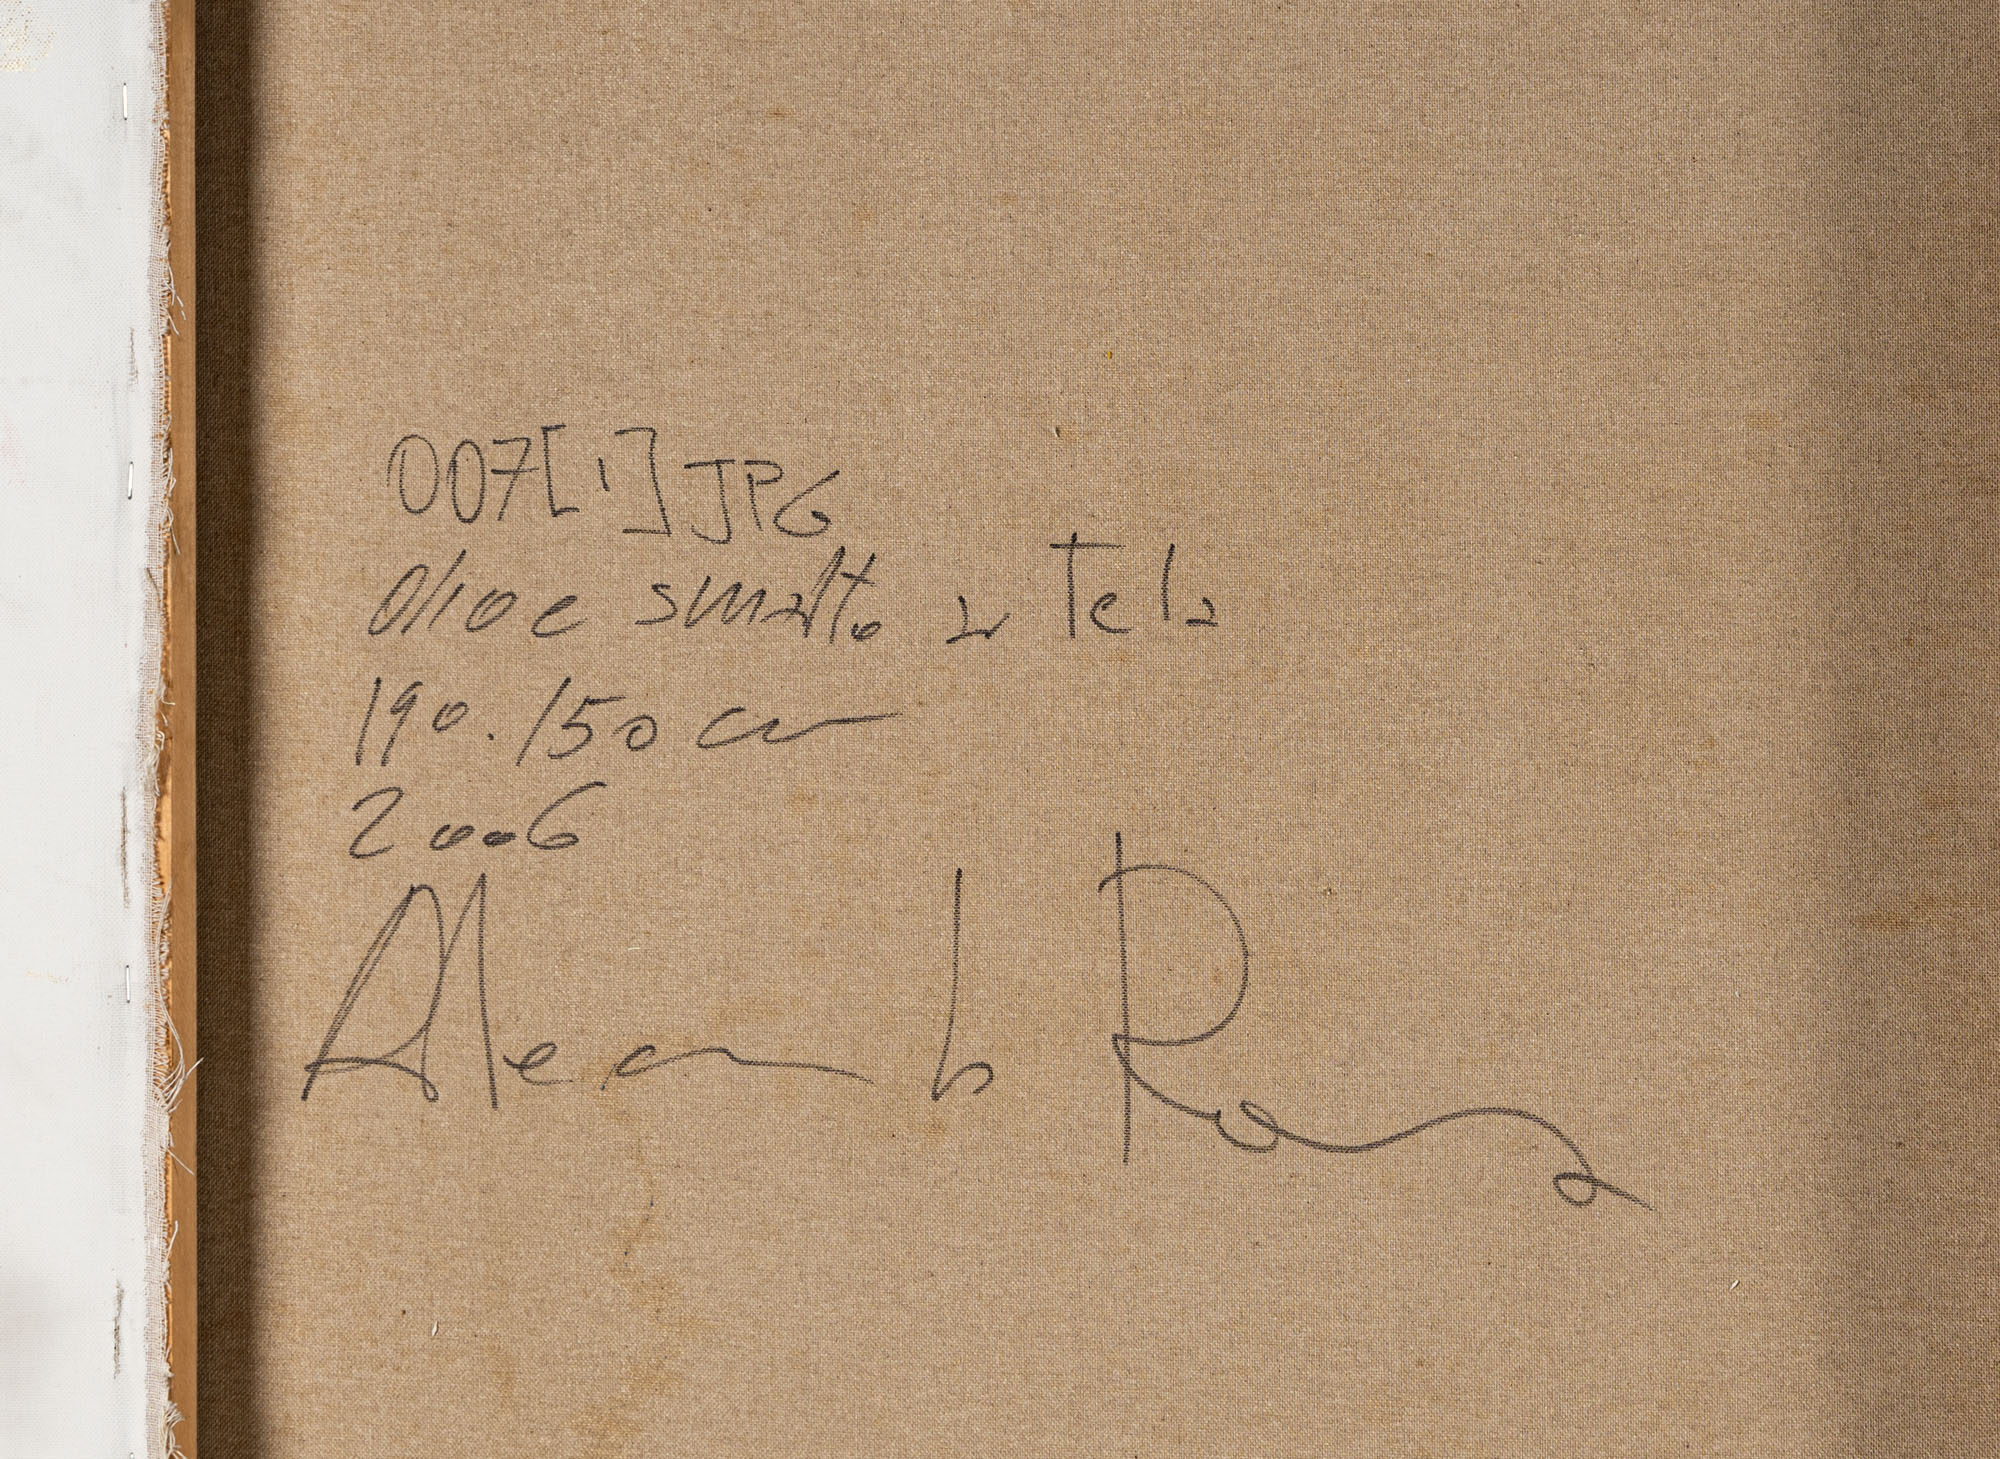 007[1] JPG
olio e smalto su tela
190.150 cm
2006